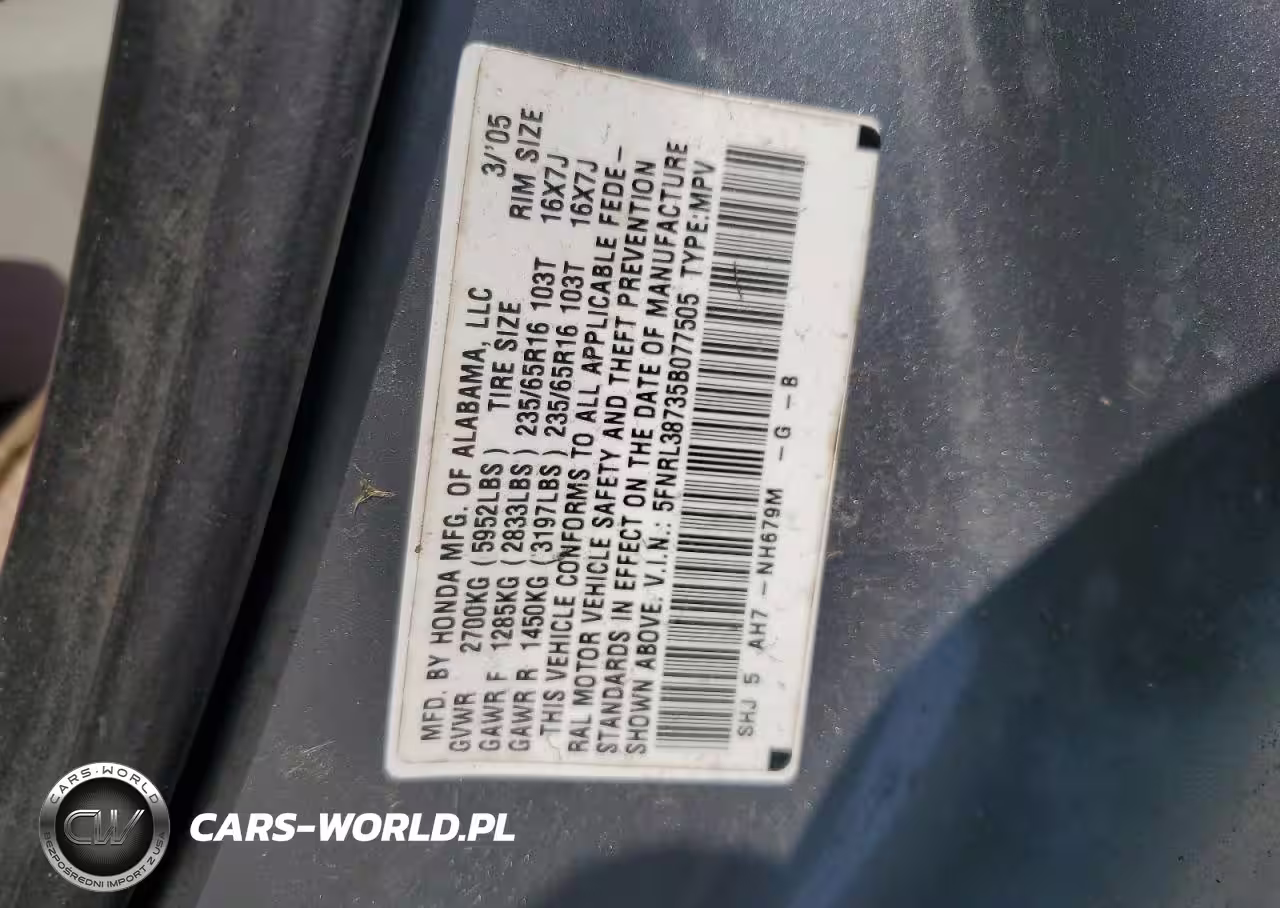 MFD. BY HONDA MFG. OF ALABAMA, LLC 3/'05
GVWR 2700KG (5952LBS) TIRE SIZE RIM SIZE
GAWR F 1285KG (2833LBS) 235/65R16 103T 16X7J
GAWR R 1450KG (3197LBS) 235/65R16 103T 16X7J
THIS VEHICLE CONFORMS TO ALL APPLICABLE FEDE-
RAL MOTOR VEHICLE SAFETY AND THEFT PREVENTION
STANDARDS IN EFFECT ON THE DATE OF MANUFACTURE
SHOWN ABOVE. V.I.N.: 5FNRL38735B077505 TYPE:MPV
SHJ 5 AH7 -NH679M -G -B
CARS-WORLD
CW
BEZPOŚREDNI IMPORT Z USA
CARS-WORLD.PL